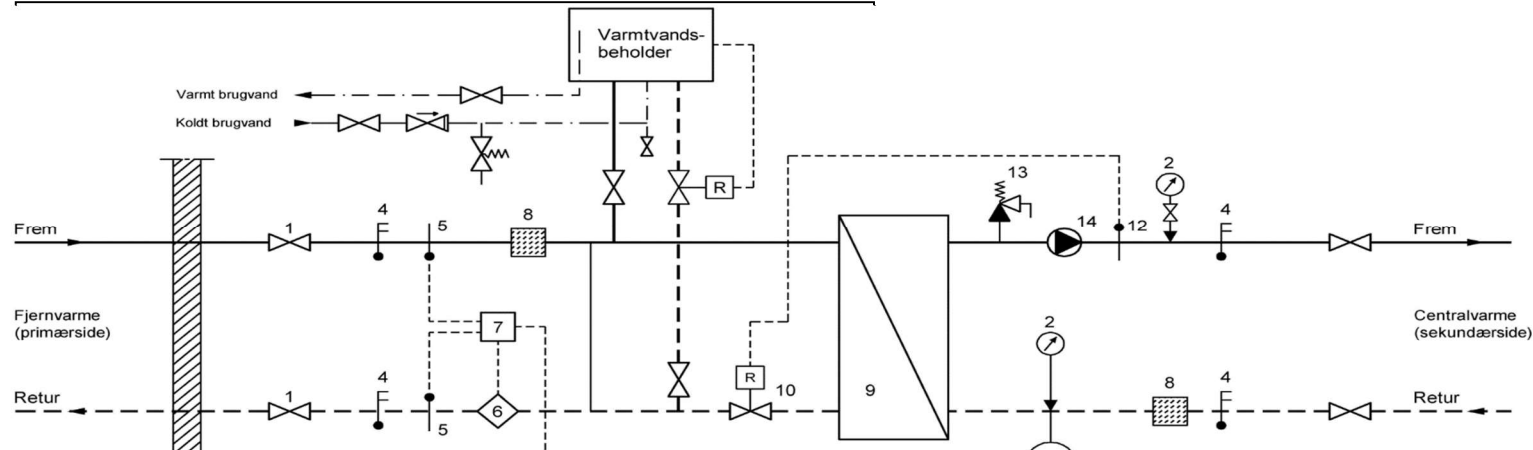 Varmtvands-
beholder
Varmt brugvand
Koldt brugvand
R
13
2
4
5
8
14
12
4
Frem
1
Frem
Fjernvarme
(primærside)
7
2
Centralvarme
(sekundærside)
R
10
9
Retur
1
4
5
6
8
4
Retur